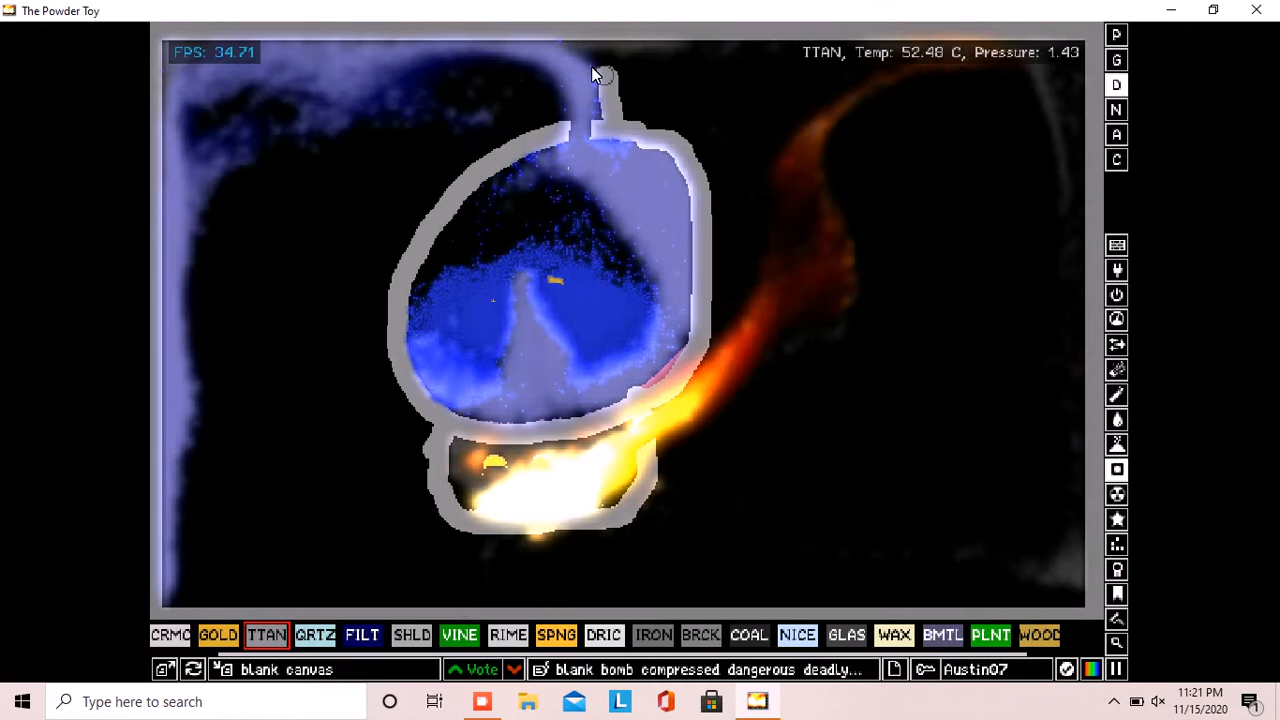 The Powder Toy
FPS: 34.71
TTAN, Temp: 52.48 C, Pressure: 1.43
P
G
D
N
A
C
CRMC GOLD TTAN QRTZ FILT SHLD VINE RIME SPNG DRIC IRON BRCK COAL NICE GLAS WAX BMTL PLNT WOOD
blank canvas Vote blank bomb compressed dangerous deadly... Austin07
Type here to search
L
11:21 PM
11/15/2020
1